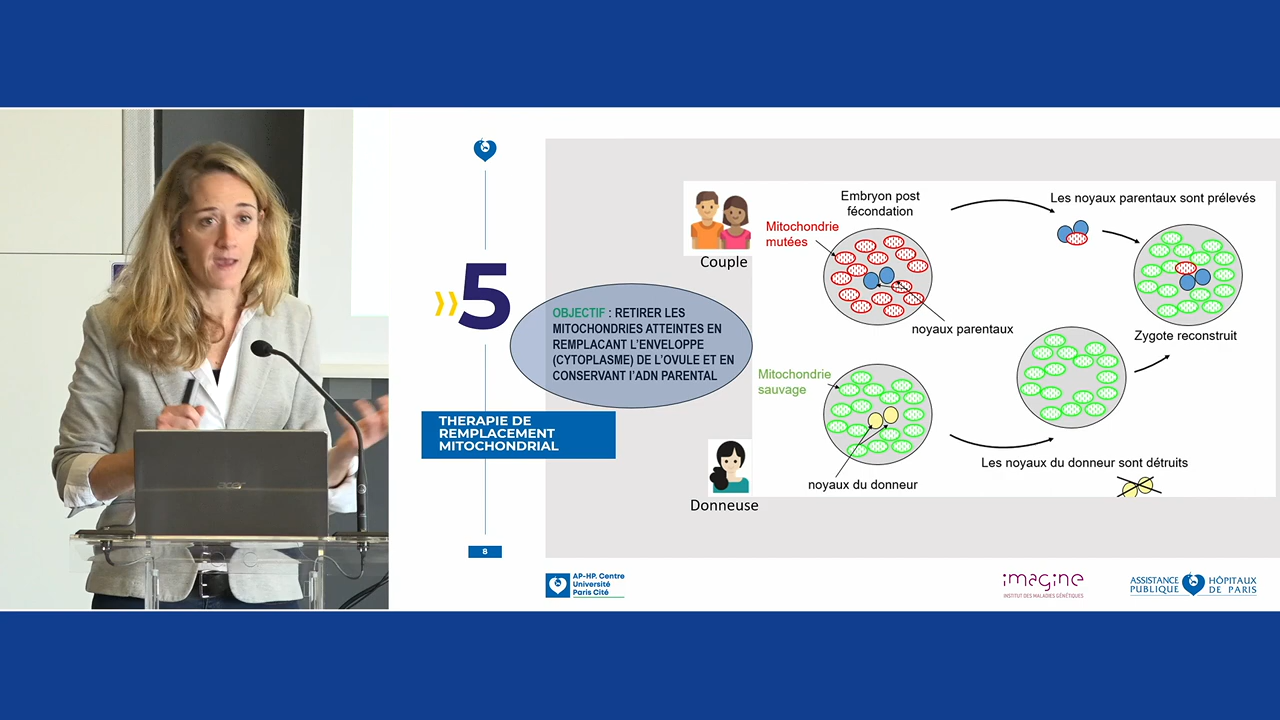 5
OBJECTIF : RETIRER LES
MITOCHONDRIES ATTEINTES EN
REMPLACANT L'ENVELOPPE
(CYTOPLASME) DE L'OVULE ET EN
CONSERVANT l'ADN PARENTAL
THERAPIE DE
REMPLACEMENT
MITOCHONDRIAL
8
Couple
Embryon post
fécondation
Mitochondrie
mutées
noyaux parentaux
Les noyaux parentaux sont prélevés
Zygote reconstruit
Mitochondrie
sauvage
noyaux du donneur
Donneuse
Les noyaux du donneur sont détruits
acer
AP-HP. Centre
Université
Paris Cité
imagine
INSTITUT DES MALADIES GÉNÉTIQUES
ASSISTANCE
PUBLIQUE
HÔPITAUX
DE PARIS